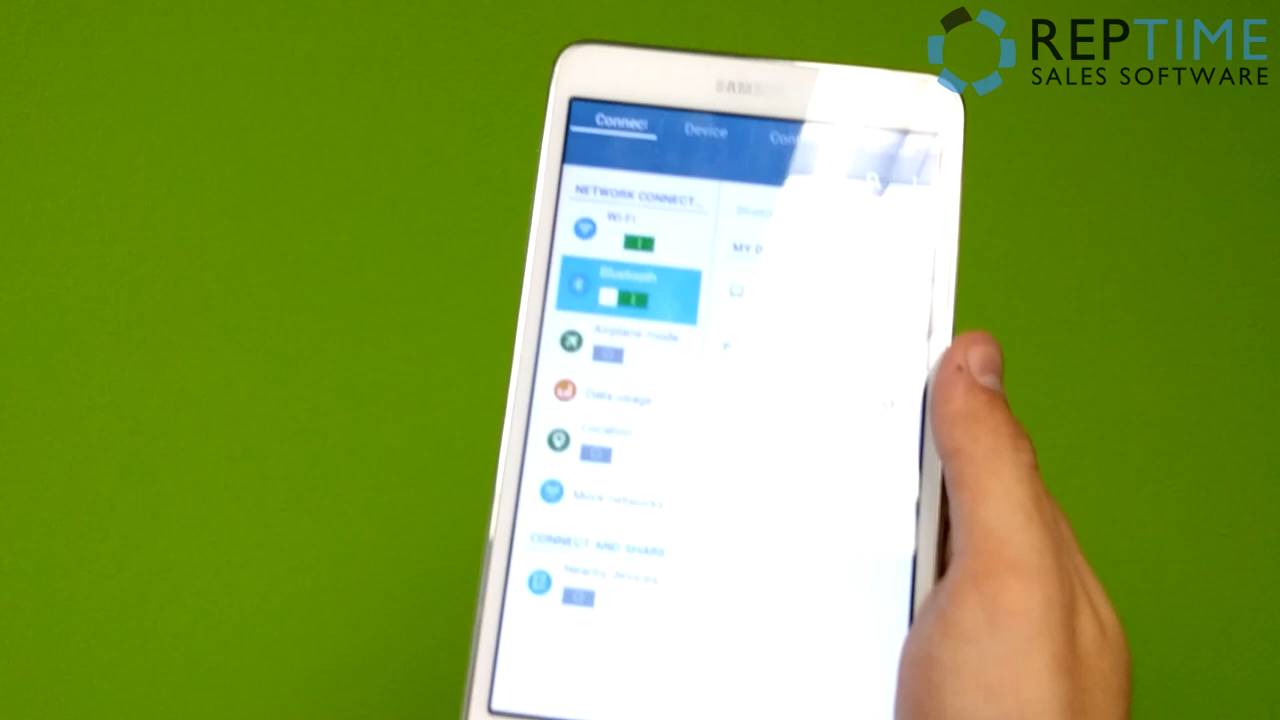 REPTIME
SALES SOFTWARE
SAMSUNG
Connect
Device
NETWORK CONNECT...
Wi-Fi
Bluetooth
MY D
Airplane mode
Data usage
Location
More networks
CONNECT AND SHARE
Nearby devices